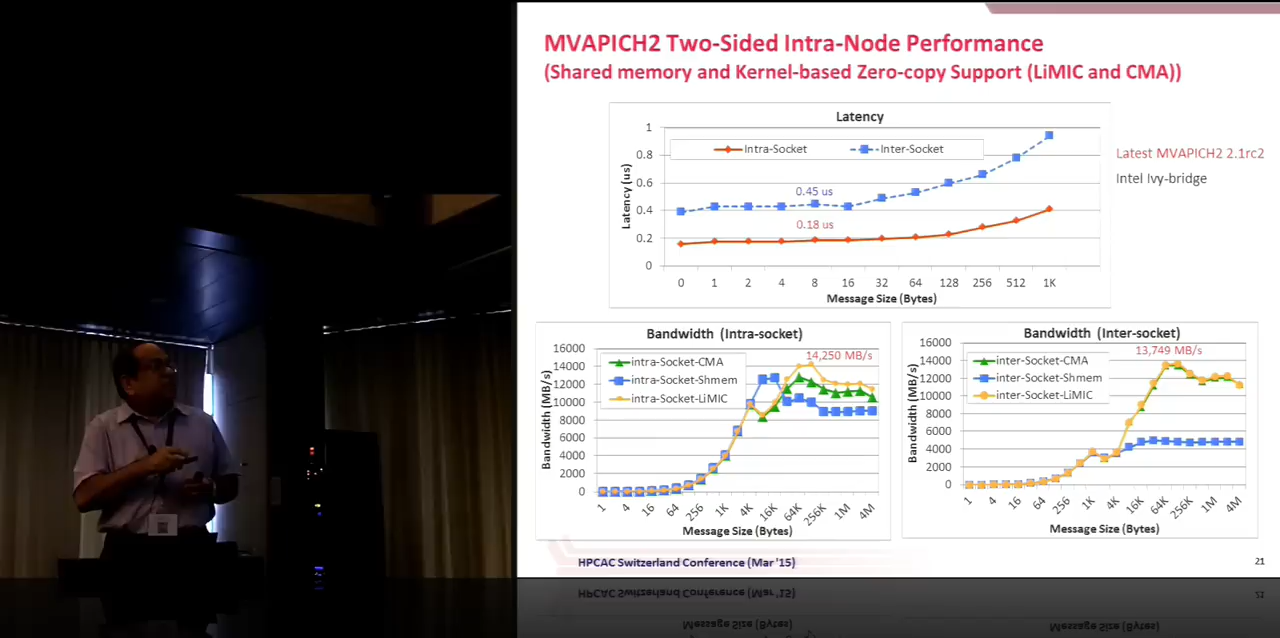 MVAPICH2 Two-Sided Intra-Node Performance
(Shared memory and Kernel-based Zero-copy Support (LiMIC and CMA))
Latency
Latency (us)
1
0.8
0.6
0.4
0.2
0
Intra-Socket
Inter-Socket
0.45 us
0.18 us
0 1 2 4 8 16 32 64 128 256 512 1K
Message Size (Bytes)
Latest MVAPICH2 2.1rc2
Intel Ivy-bridge
Bandwidth (Intra-socket)
Bandwidth (MB/s)
16000
14000
12000
10000
8000
6000
4000
2000
0
intra-Socket-CMA
intra-Socket-Shmem
intra-Socket-LiMIC
14,250 MB/s
1 4 16 64 256 1K 4K 16K 64K 256K 1M 4M
Message Size (Bytes)
Bandwidth (Inter-socket)
Bandwidth (MB/s)
16000
14000
12000
10000
8000
6000
4000
2000
0
inter-Socket-CMA
inter-Socket-Shmem
inter-Socket-LiMIC
13,749 MB/s
1 4 16 64 256 1K 4K 16K 64K 256K 1M 4M
Message Size (Bytes)
HPCAC Switzerland Conference (Mar '15)
21